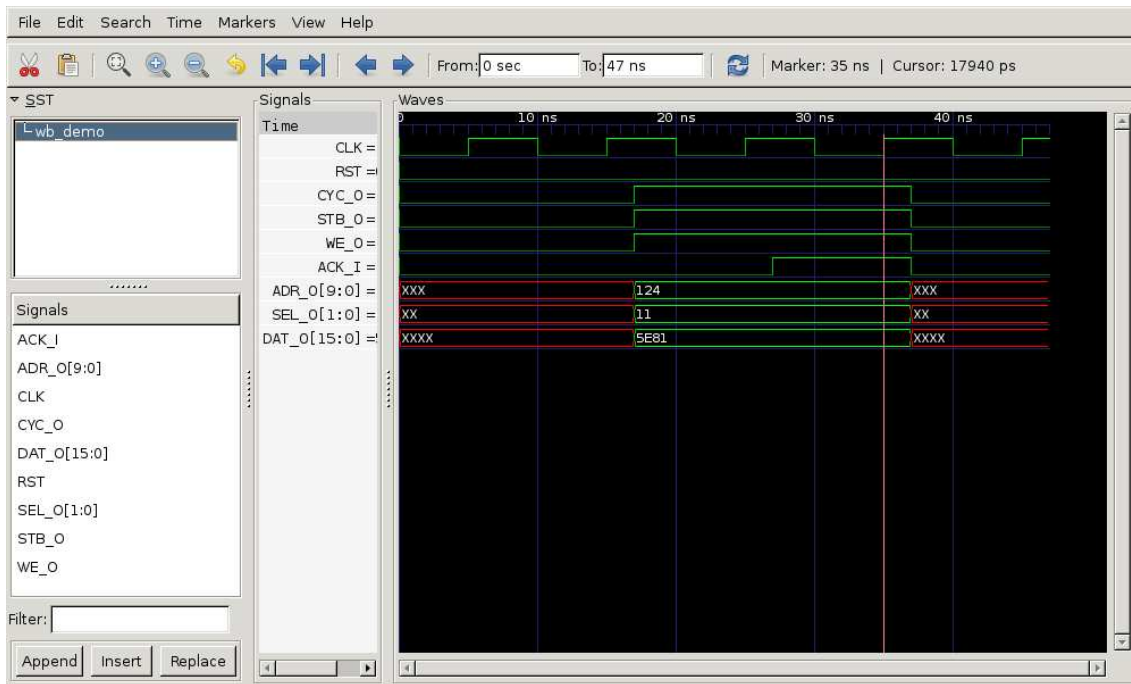 File Edit Search Time Markers View Help
From: 0 sec To: 47 ns Marker: 35 ns | Cursor: 17940 ps
SST
wb_demo
Signals
ACK_I
ADR_O[9:0]
CLK
CYC_O
DAT_O[15:0]
RST
SEL_O[1:0]
STB_O
WE_O
Filter:
Append Insert Replace
Signals
Time
CLK =
RST =
CYC_O =
STB_O =
WE_O =
ACK_I =
ADR_O[9:0] =
SEL_O[1:0] =
DAT_O[15:0] =
Waves
10 ns 20 ns 30 ns 40 ns
XXX 124 XXX
XX 11 XX
XXXX 5E81 XXXX